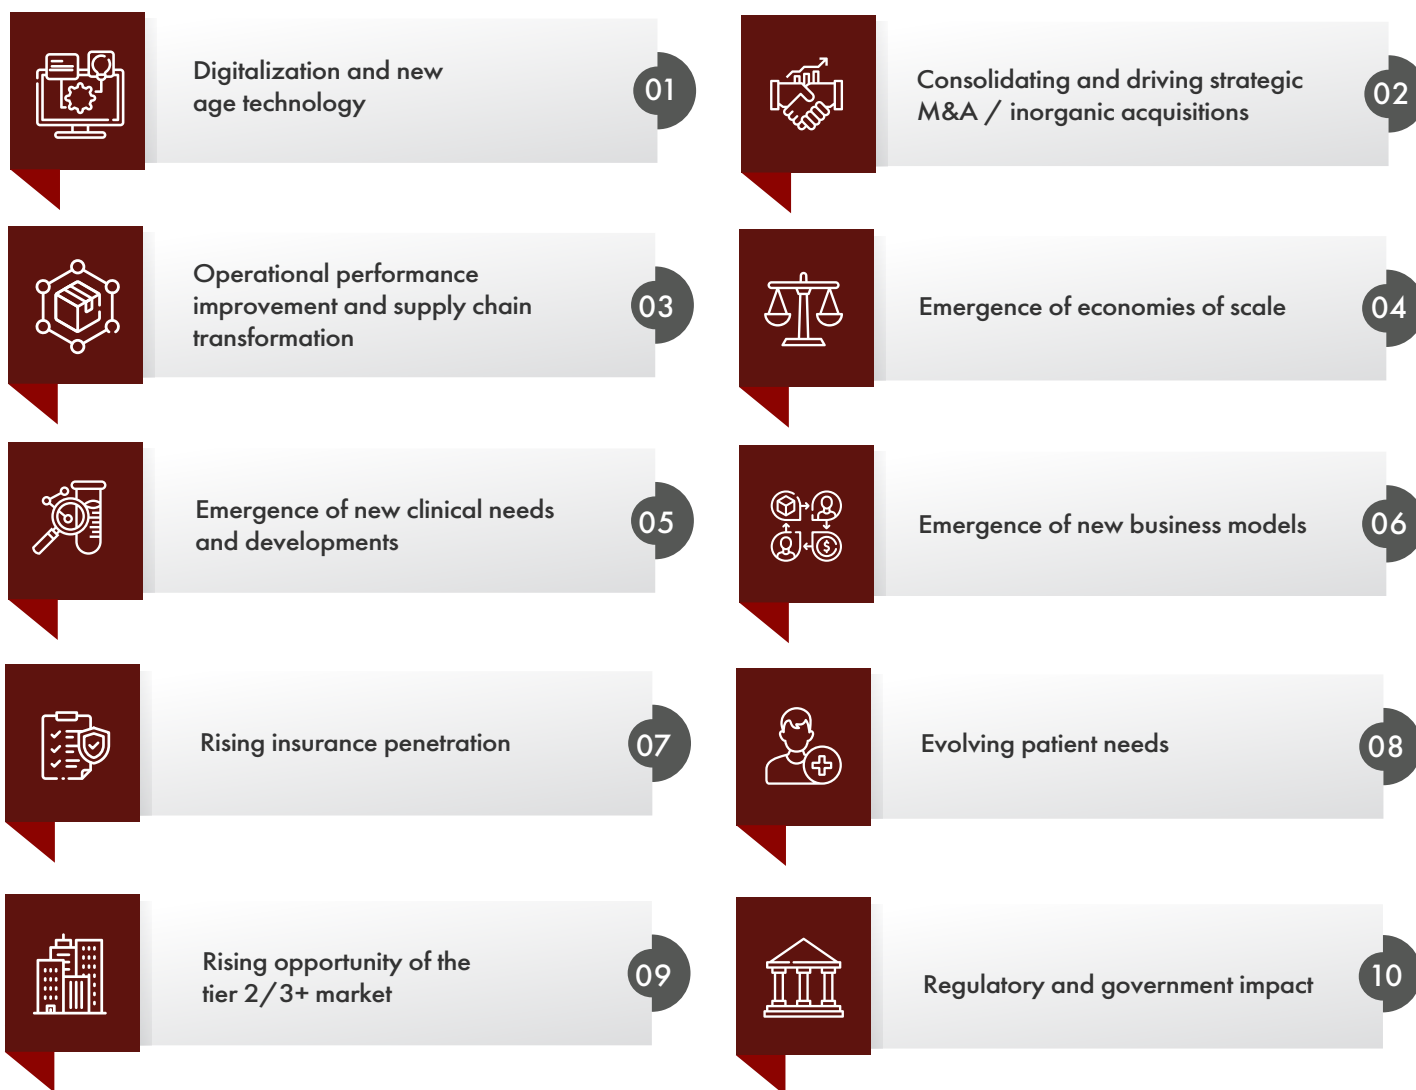 Digitalization and new
age technology
01
Consolidating and driving strategic
M&A / inorganic acquisitions
02
Operational performance
improvement and supply chain
transformation
03
Emergence of economies of scale
04
Emergence of new clinical needs
and developments
05
Emergence of new business models
06
Rising insurance penetration
07
Evolving patient needs
08
Rising opportunity of the
tier 2/3+ market
09
Regulatory and government impact
10